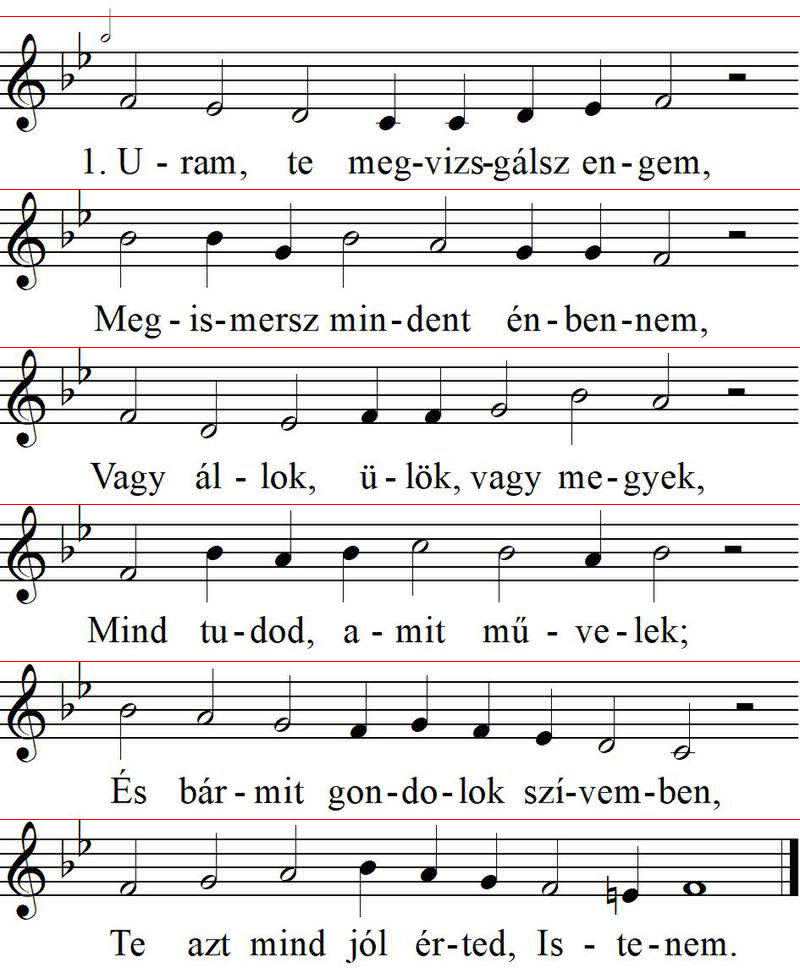 1. U - ram, te meg-vizs-gálsz en-gem,
Meg-is-mersz min-dent én-ben-nem,
Vagy ál - lok, ü-lök, vagy me-gyek,
Mind tu-dod, a - mit mű - ve-lek;
És bár-mit gon-do-lok szí-vem-ben,
Te azt mind jól ér-ted, Is - te-nem.